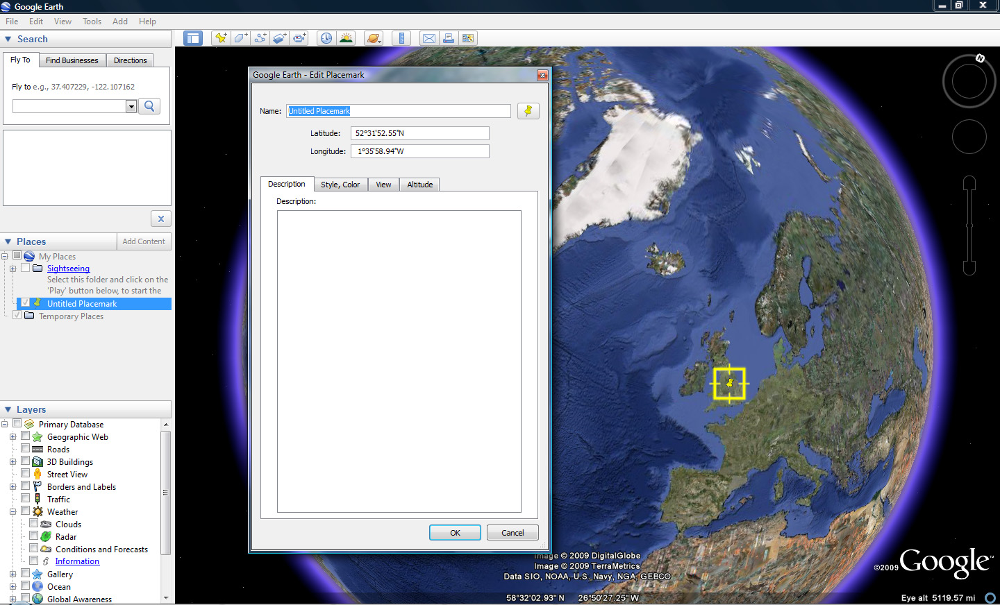 Google Earth
File Edit View Tools Add Help
Search
Fly To Find Businesses Directions
Fly to e.g., 37.407229, -122.107162
Places Add Content
My Places
Sightseeing
Select this folder and click on the
'Play' button below, to start the
Untitled Placemark
Temporary Places
Layers
Primary Database
Geographic Web
Roads
3D Buildings
Street View
Borders and Labels
Traffic
Weather
Clouds
Radar
Conditions and Forecasts
Information
Gallery
Ocean
Global Awareness
Google Earth - Edit Placemark
Name: Untitled Placemark
Latitude: 52°31'52.55"N
Longitude: 1°35'58.94"W
Description Style, Color View Altitude
Description:
OK Cancel
N
Image © 2009 DigitalGlobe
Image © 2009 TerraMetrics
Data SIO, NOAA, U.S. Navy, NGA, GEBCO
©2009 Google™
58°32'02.93" N 26°50'27.25" W
Eye alt 5119.57 mi